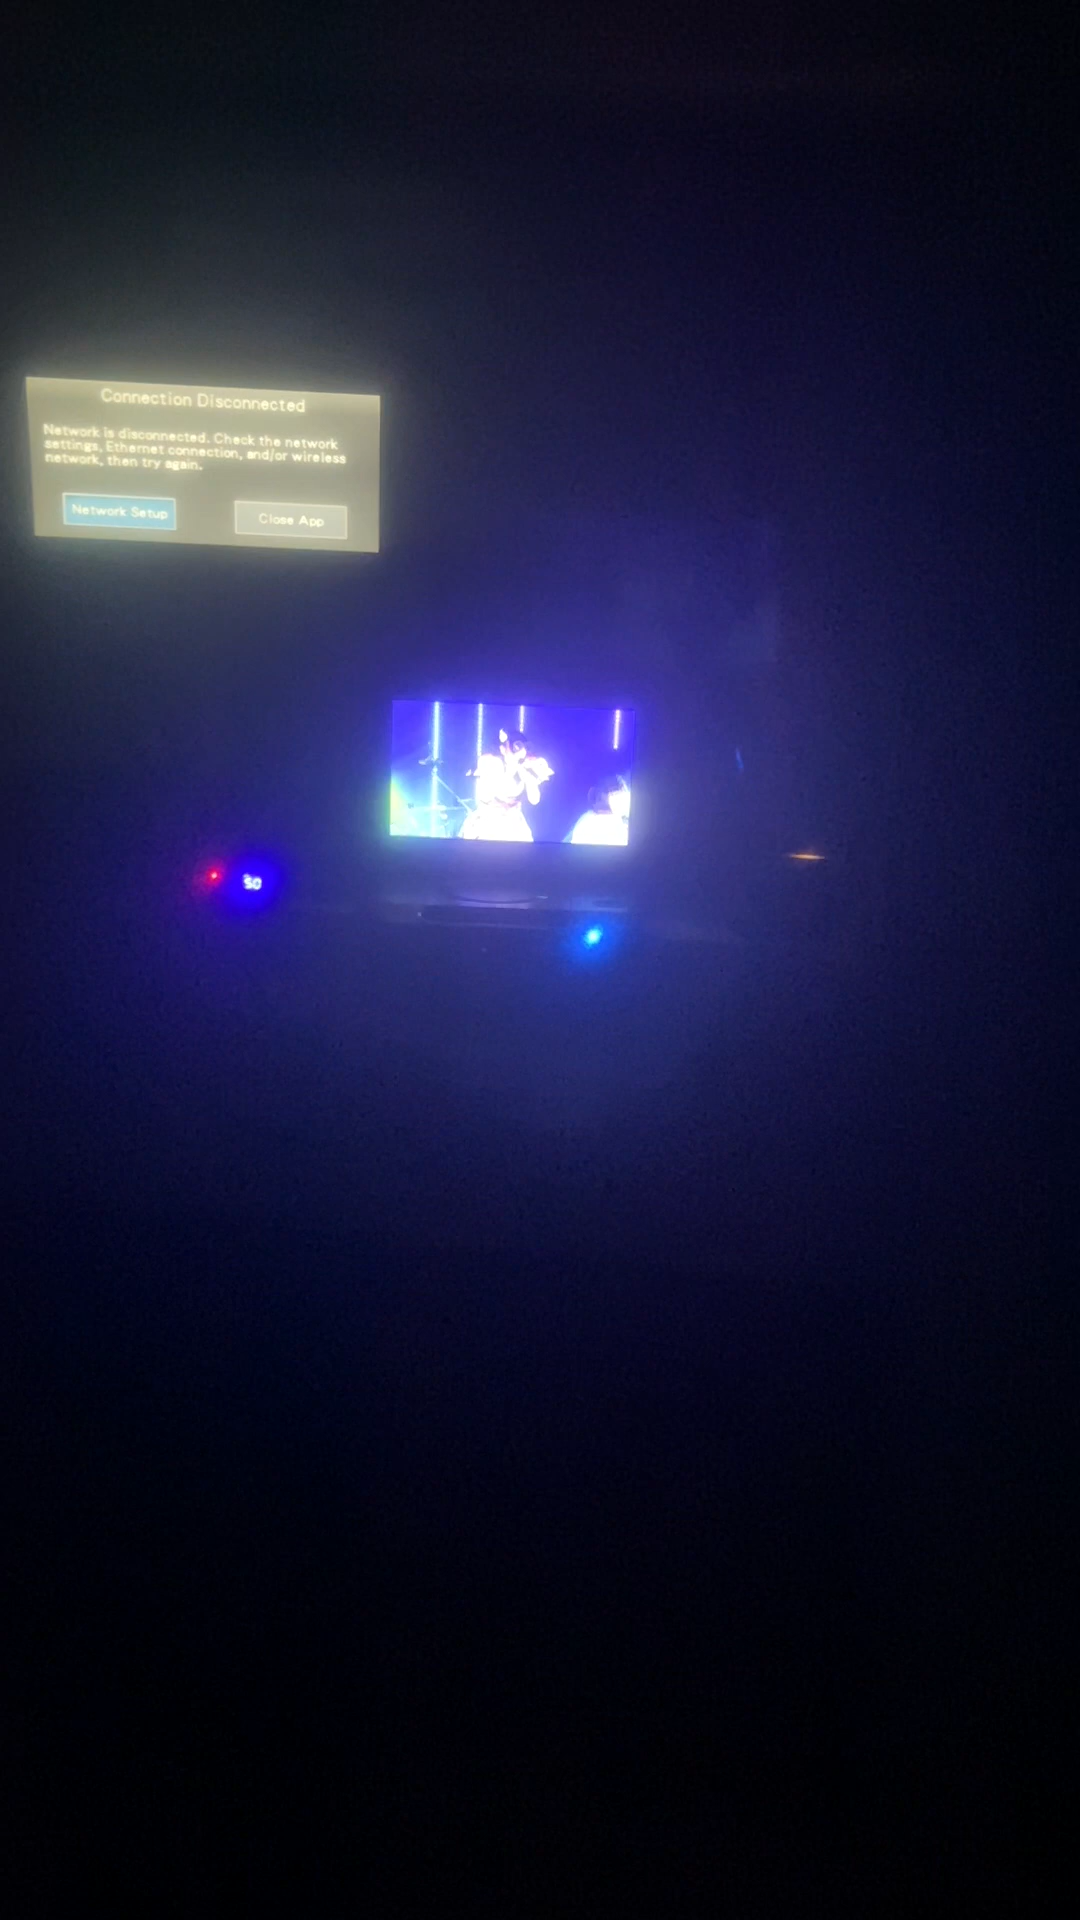 Connection Disconnected
Network is disconnected. Check the network
settings, Ethernet connection, and/or wireless
network, then try again.
Network Setup
Close App
50